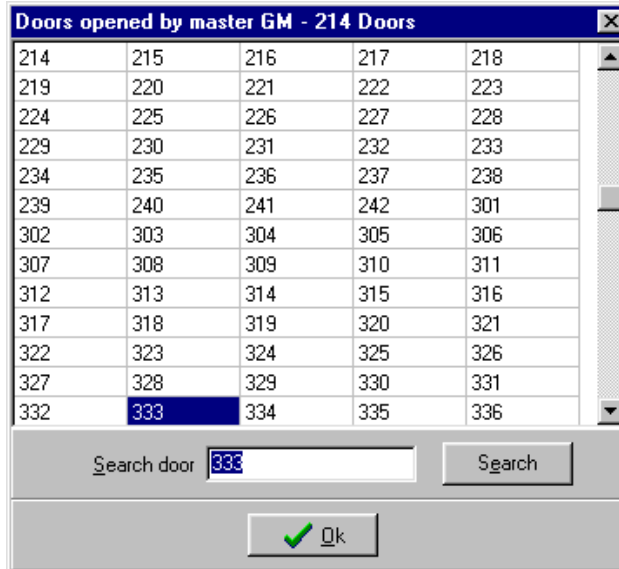 Doors opened by master GM - 214 Doors
214 215 216 217 218
219 220 221 222 223
224 225 226 227 228
229 230 231 232 233
234 235 236 237 238
239 240 241 242 301
302 303 304 305 306
307 308 309 310 311
312 313 314 315 316
317 318 319 320 321
322 323 324 325 326
327 328 329 330 331
332 333 334 335 336
Search door 333 Search
Ok